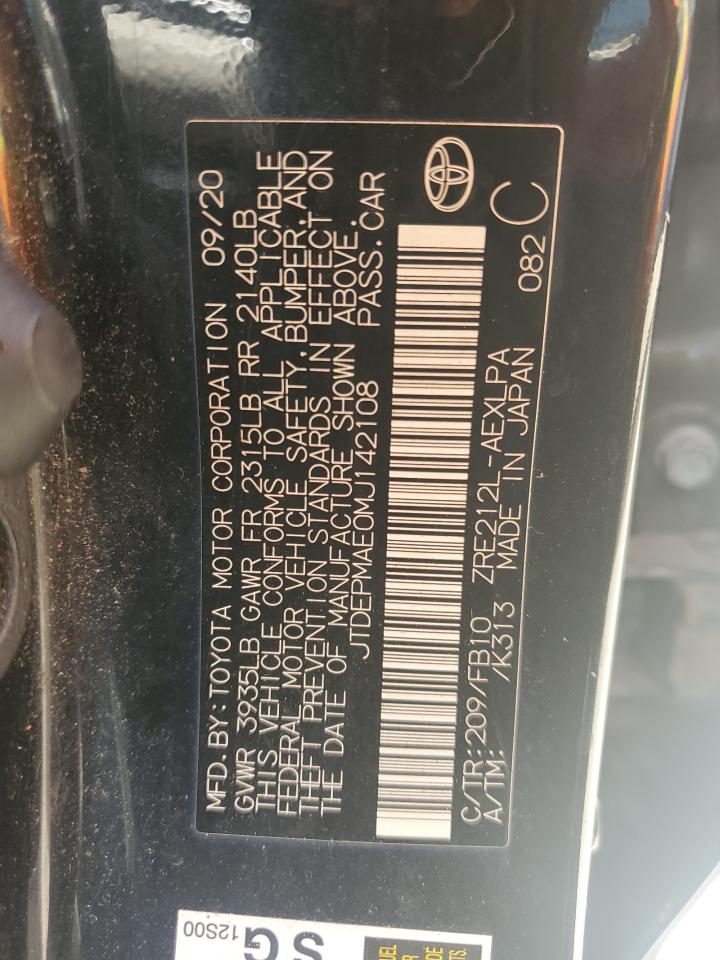 MFD. BY: TOYOTA MOTOR CORPORATION 09/20
GVWR 3935LB GAWR FR 2315LB RR 2140LB
THIS VEHICLE CONFORMS TO ALL APPLICABLE
FEDERAL MOTOR VEHICLE SAFETY, BUMPER, AND
THEFT PREVENTION STANDARDS IN EFFECT ON
THE DATE OF MANUFACTURE SHOWN ABOVE.
JTDEPMAE0MJ142108 PASS. CAR
C/TR: 209/FB10 ZRE212L-AEXLPA 082
A/TM: /K313 MADE IN JAPAN C
SG
12S00